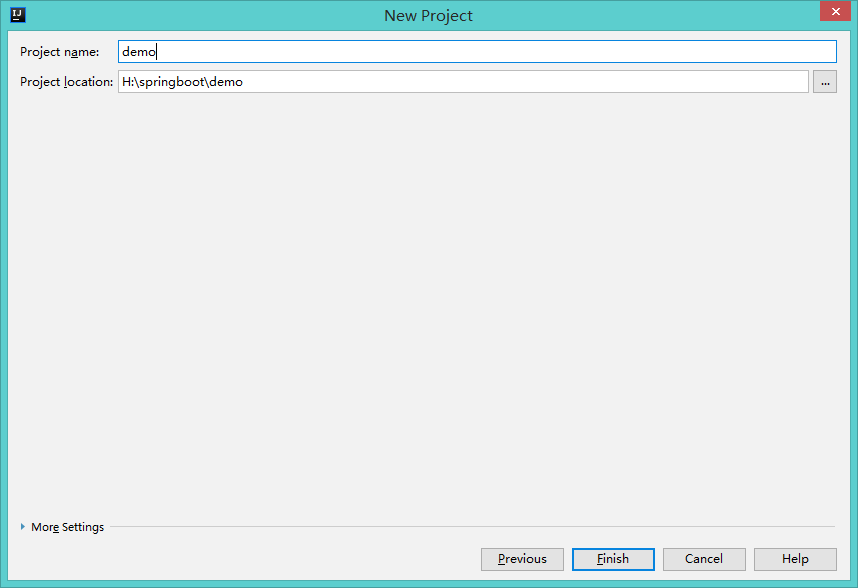 IJ
New Project
Project name: demo
Project location: H:\springboot\demo ...
More Settings
Previous Finish Cancel Help